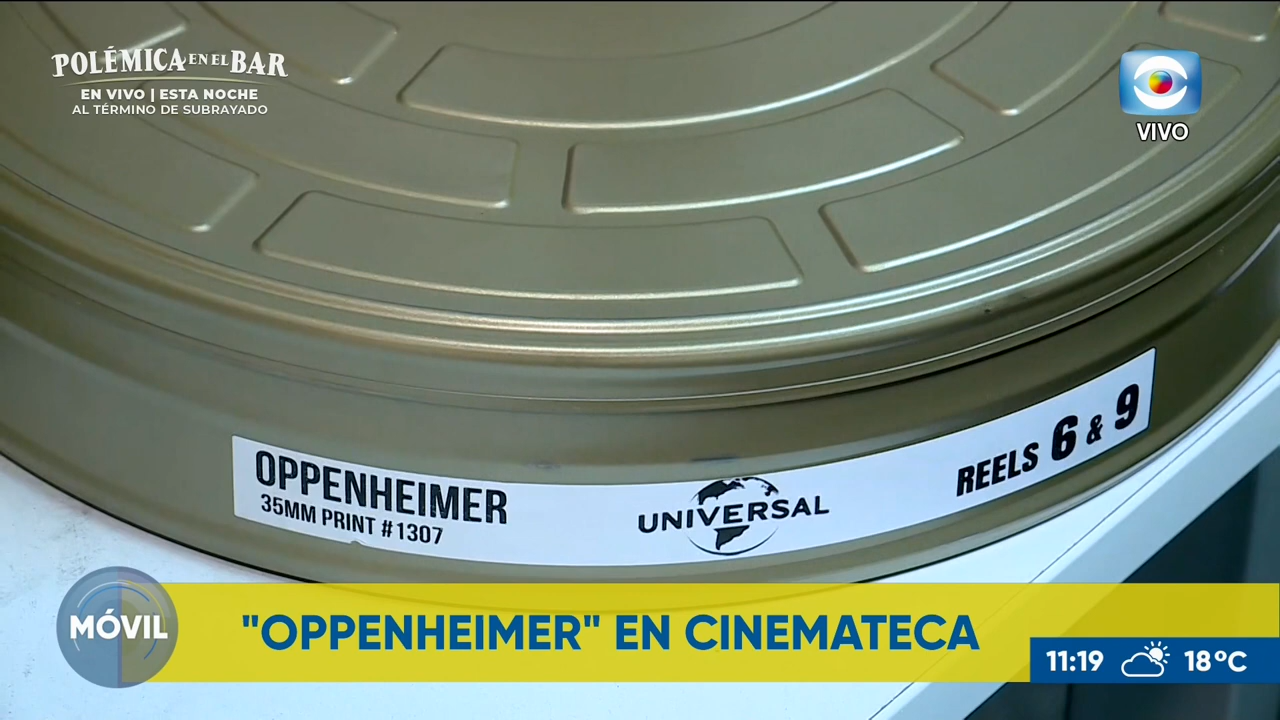 POLÉMICA EN EL BAR
EN VIVO | ESTA NOCHE
AL TÉRMINO DE SUBRAYADO
VIVO
OPPENHEIMER
35MM PRINT #1307
UNIVERSAL
REELS 6 & 9
MÓVIL
"OPPENHEIMER" EN CINEMATECA
11:19
18ºC